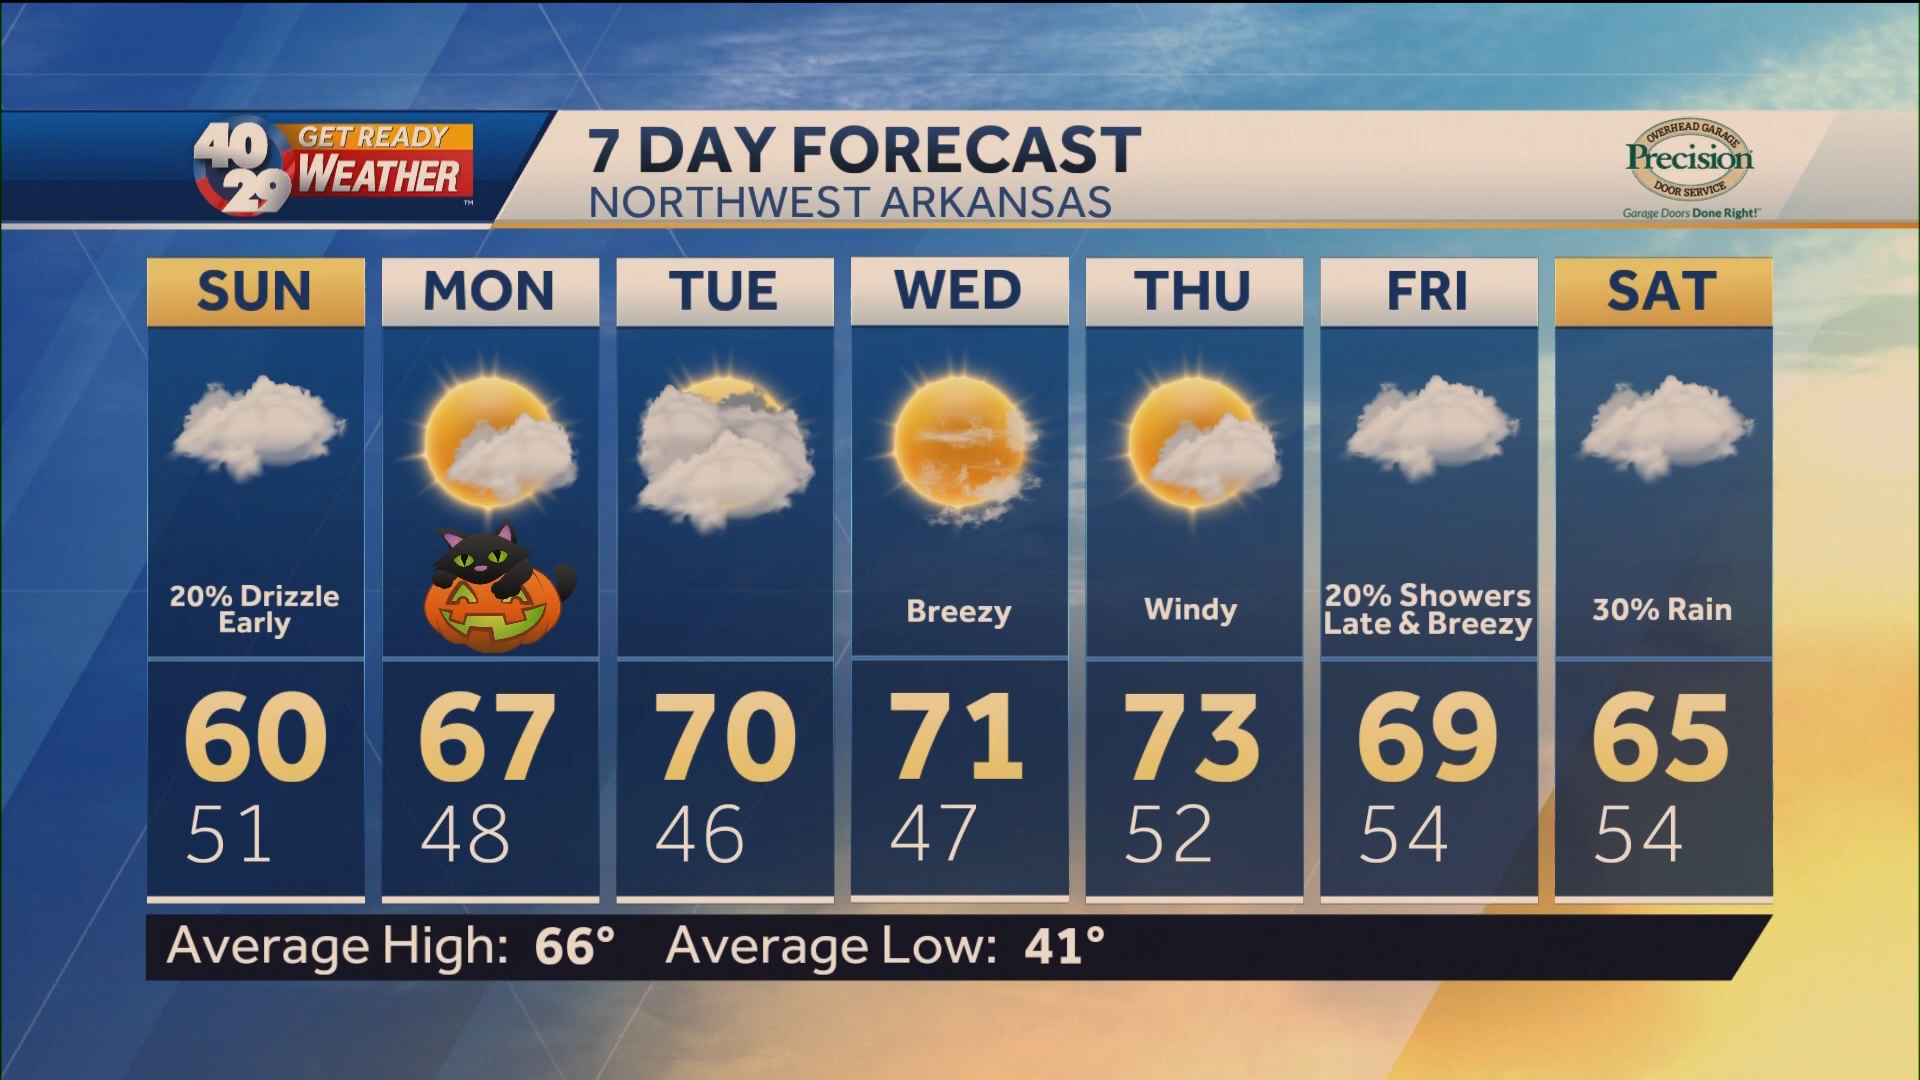 40
29
GET READY
WEATHER
™
7 DAY FORECAST
NORTHWEST ARKANSAS
OVERHEAD GARAGE
Precision
DOOR SERVICE
Garage Doors Done Right!™
SUN
MON
TUE
WED
THU
FRI
SAT
20% Drizzle
Early
Breezy
Windy
20% Showers
Late & Breezy
30% Rain
60
67
70
71
73
69
65
51
48
46
47
52
54
54
Average High: 66° Average Low: 41°